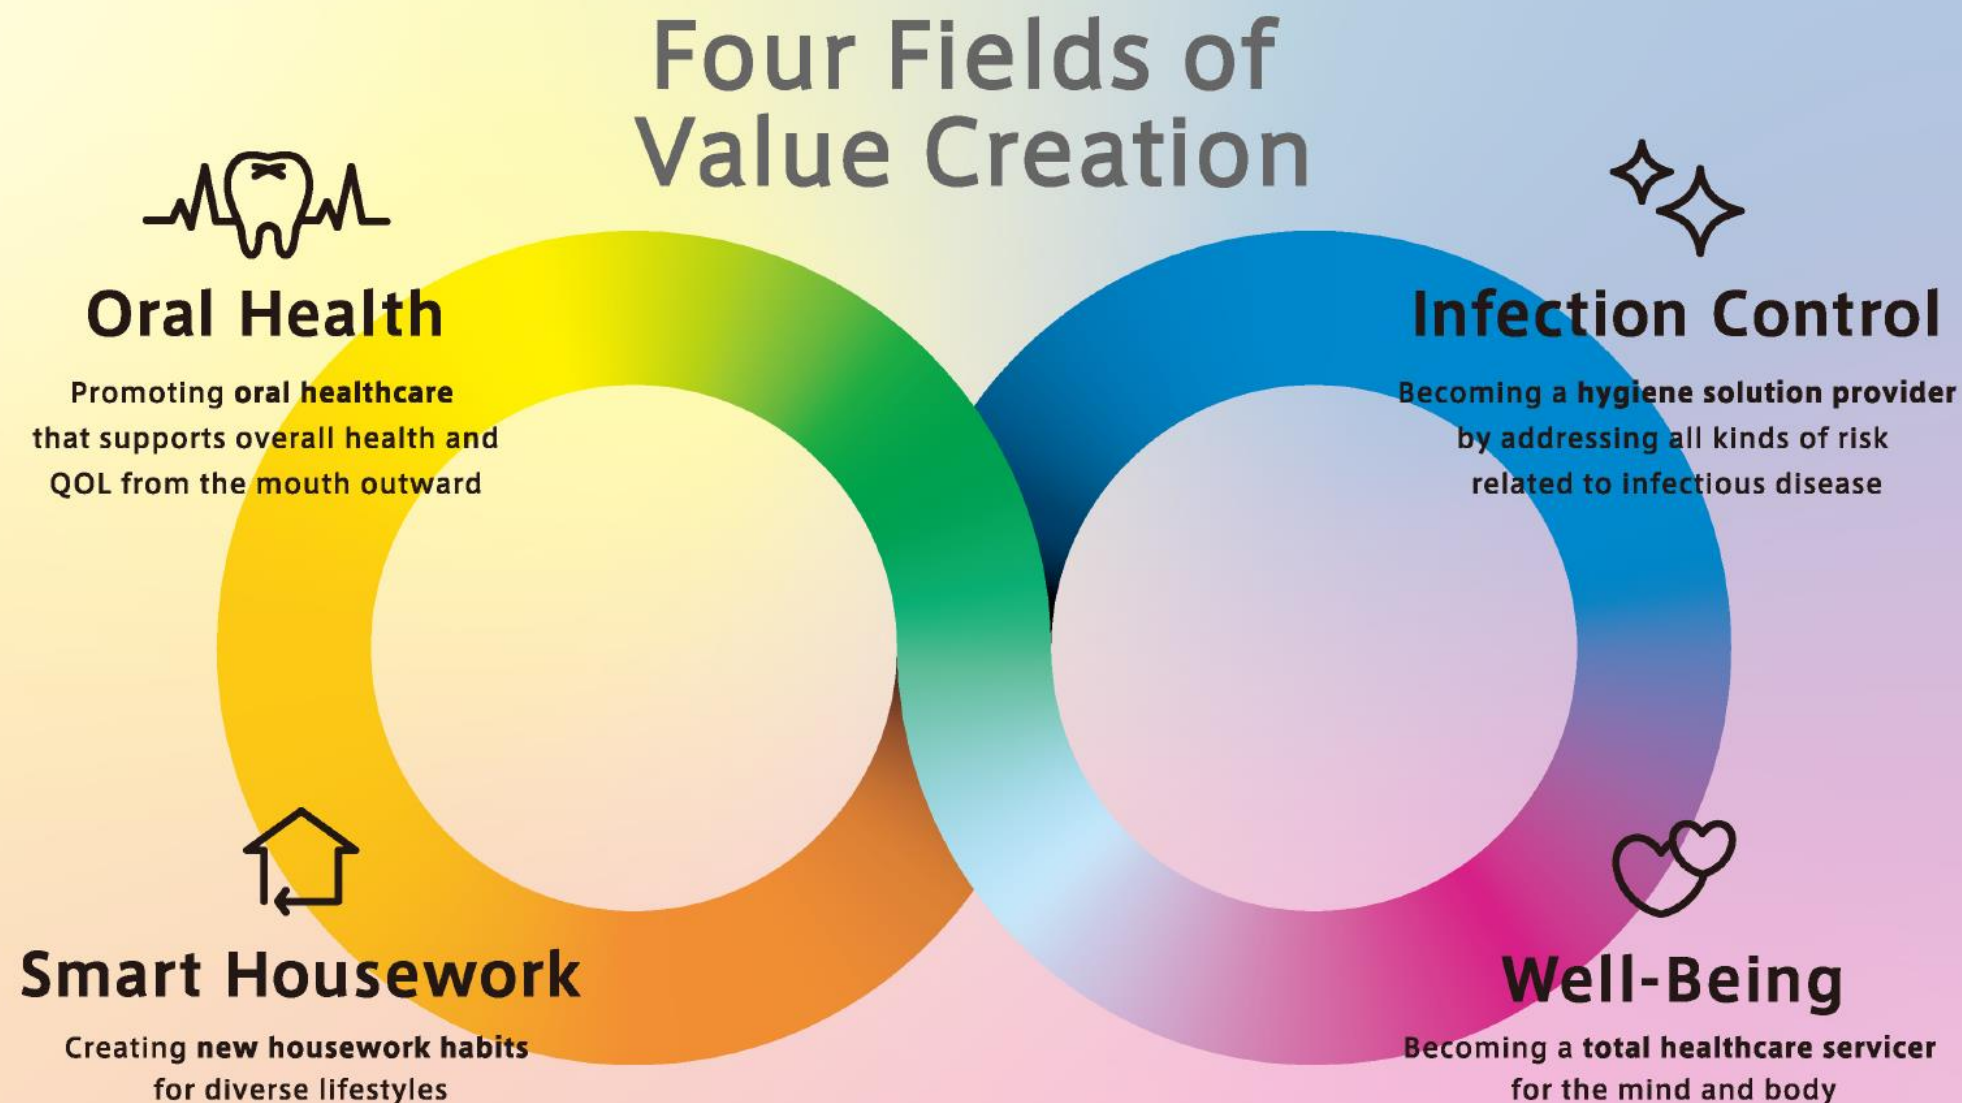 Four Fields of
Value Creation
Oral Health
Promoting oral healthcare
that supports overall health and
QOL from the mouth outward
Infection Control
Becoming a hygiene solution provider
by addressing all kinds of risk
related to infectious disease
Smart Housework
Creating new housework habits
for diverse lifestyles
Well-Being
Becoming a total healthcare servicer
for the mind and body